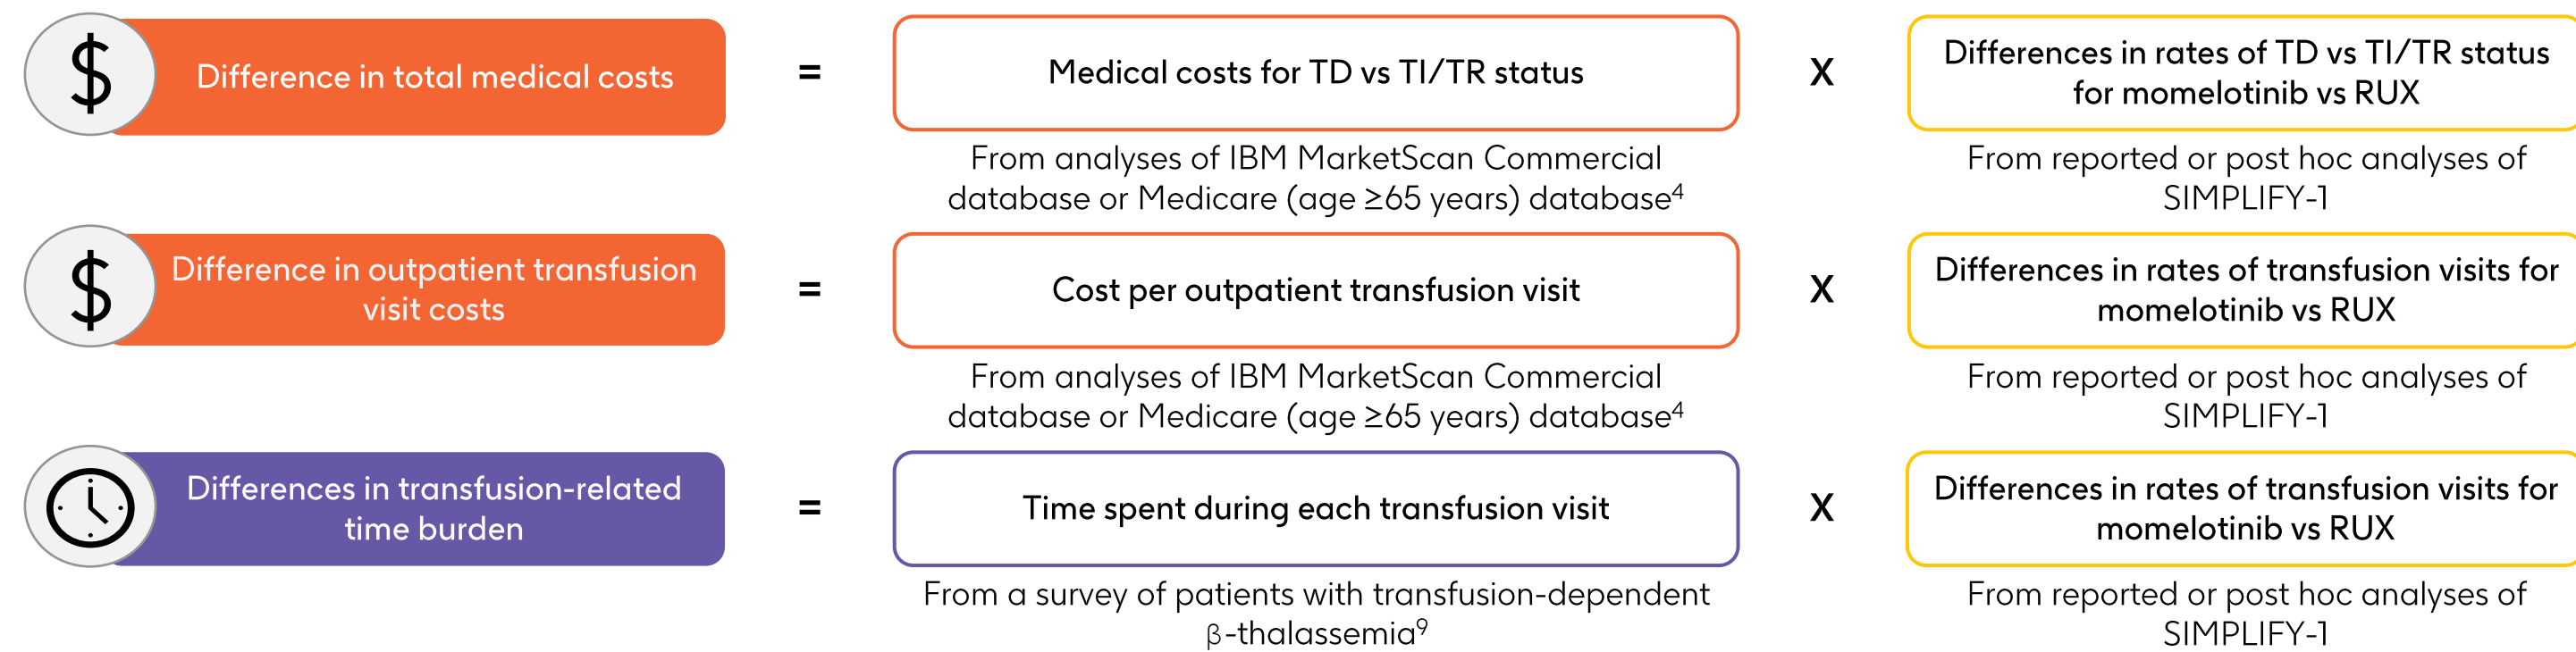 $
Difference in total medical costs
=
Medical costs for TD vs TI/TR status
X
Differences in rates of TD vs TI/TR status
for momelotinib vs RUX
From analyses of IBM MarketScan Commercial
database or Medicare (age ≥65 years) database⁴
From reported or post hoc analyses of
SIMPLIFY-1
$
Difference in outpatient transfusion
visit costs
=
Cost per outpatient transfusion visit
X
Differences in rates of transfusion visits for
momelotinib vs RUX
From analyses of IBM MarketScan Commercial
database or Medicare (age ≥65 years) database⁴
From reported or post hoc analyses of
SIMPLIFY-1
Differences in transfusion-related
time burden
=
Time spent during each transfusion visit
X
Differences in rates of transfusion visits for
momelotinib vs RUX
From a survey of patients with transfusion-dependent
β-thalassemia⁹
From reported or post hoc analyses of
SIMPLIFY-1